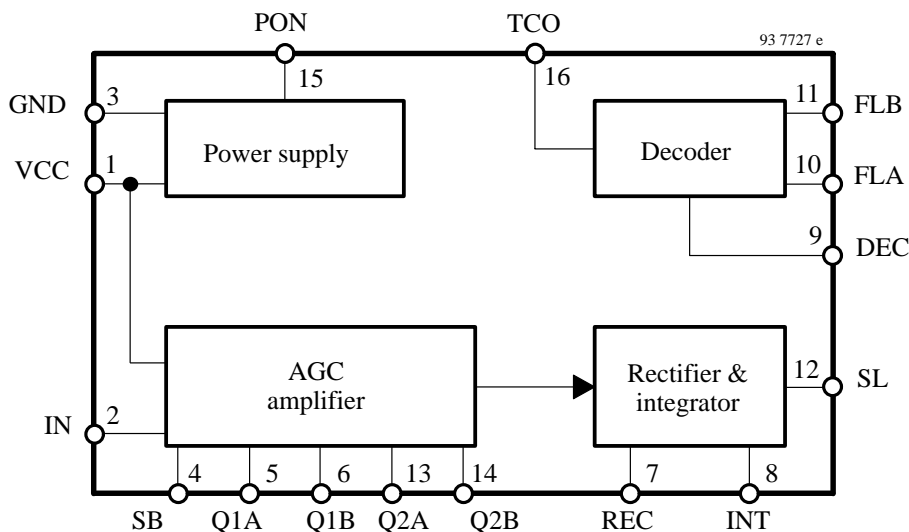 PON
TCO
93 7727 e
15
16
GND
3
11
FLB
Power supply
Decoder
VCC
1
10
FLA
9
DEC
AGC
amplifier
Rectifier &
integrator
12
SL
IN
2
4
5
6
13
14
7
8
SB
Q1A
Q1B
Q2A
Q2B
REC
INT